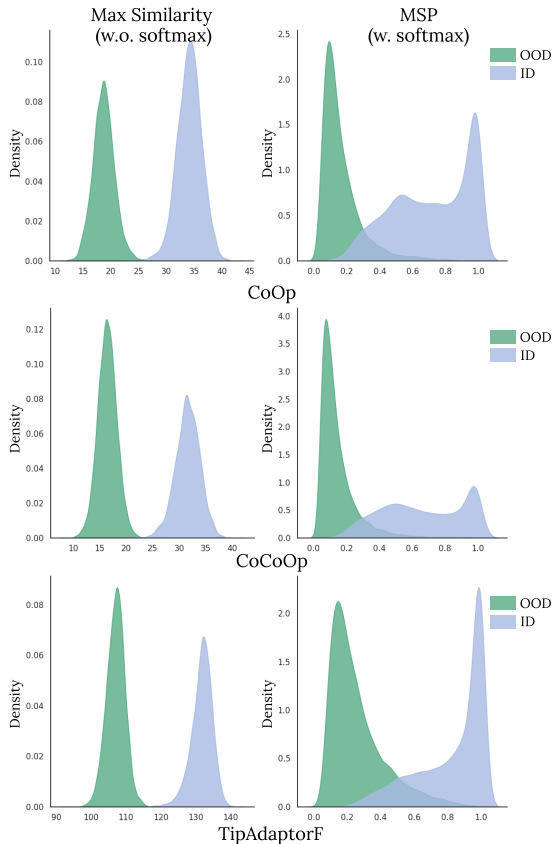 Max Similarity
(w.o. softmax)
MSP
(w. softmax)
OOD
ID
Density
0.00
0.02
0.04
0.06
0.08
0.10
10 15 20 25 30 35 40 45
Density
0.0
0.5
1.0
1.5
2.0
2.5
0.0 0.2 0.4 0.6 0.8 1.0
CoOp
OOD
ID
Density
0.00
0.02
0.04
0.06
0.08
0.10
0.12
10 15 20 25 30 35 40
Density
0.0
0.5
1.0
1.5
2.0
2.5
3.0
3.5
4.0
0.0 0.2 0.4 0.6 0.8 1.0
CoCoOp
OOD
ID
Density
0.00
0.02
0.04
0.06
0.08
90 100 110 120 130 140
Density
0.0
0.5
1.0
1.5
2.0
0.0 0.2 0.4 0.6 0.8 1.0
TipAdaptorF